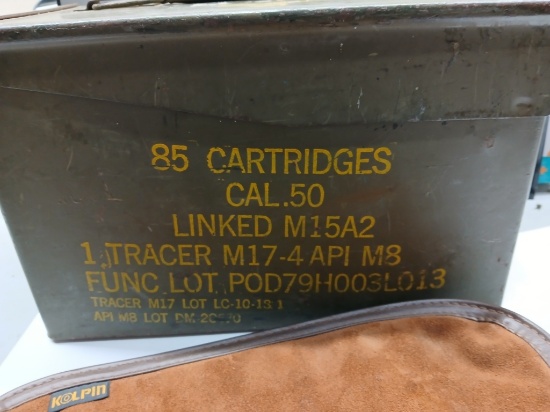 85 CARTRIDGES
CAL.50
LINKED M15A2
1 TRACER M17-4 API M8
FUNC.LOT POD79H003L013
TRACER M17 LOT LC-10-18 1
API M8 LOT
KOLPIN